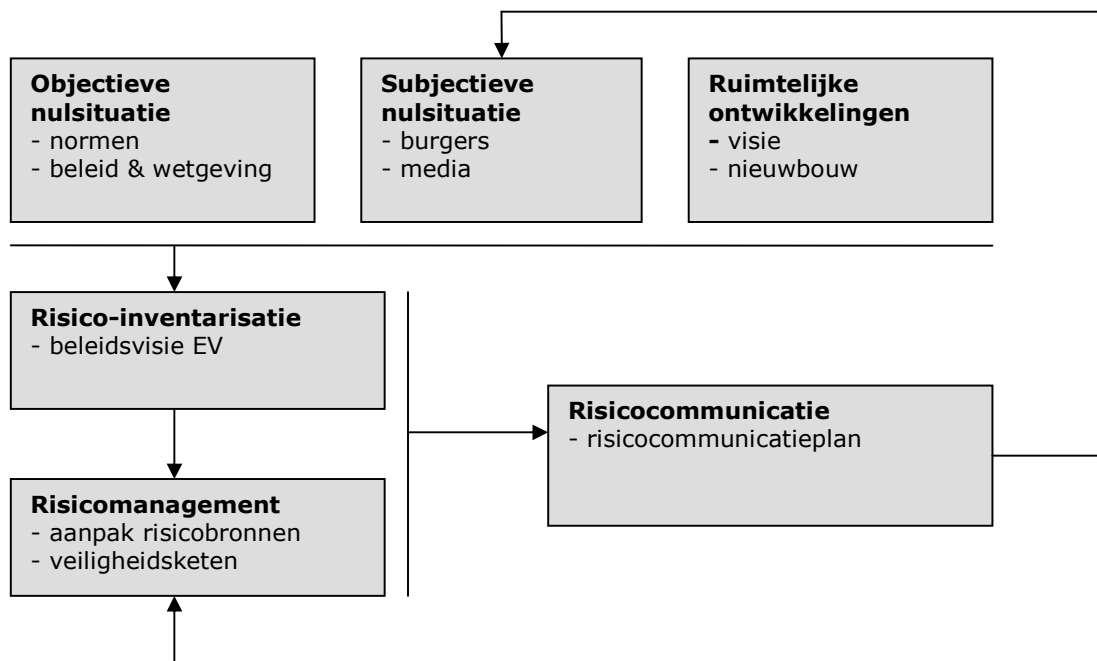 Objectieve
nulsituatie
- normen
- beleid & wetgeving
Subjectieve
nulsituatie
- burgers
- media
Ruimtelijke
ontwikkelingen
- visie
- nieuwbouw
Risico-inventarisatie
- beleidsvisie EV
Risicocommunicatie
- risicocommunicatieplan
Risicomanagement
- aanpak risicobronnen
- veiligheidsketen